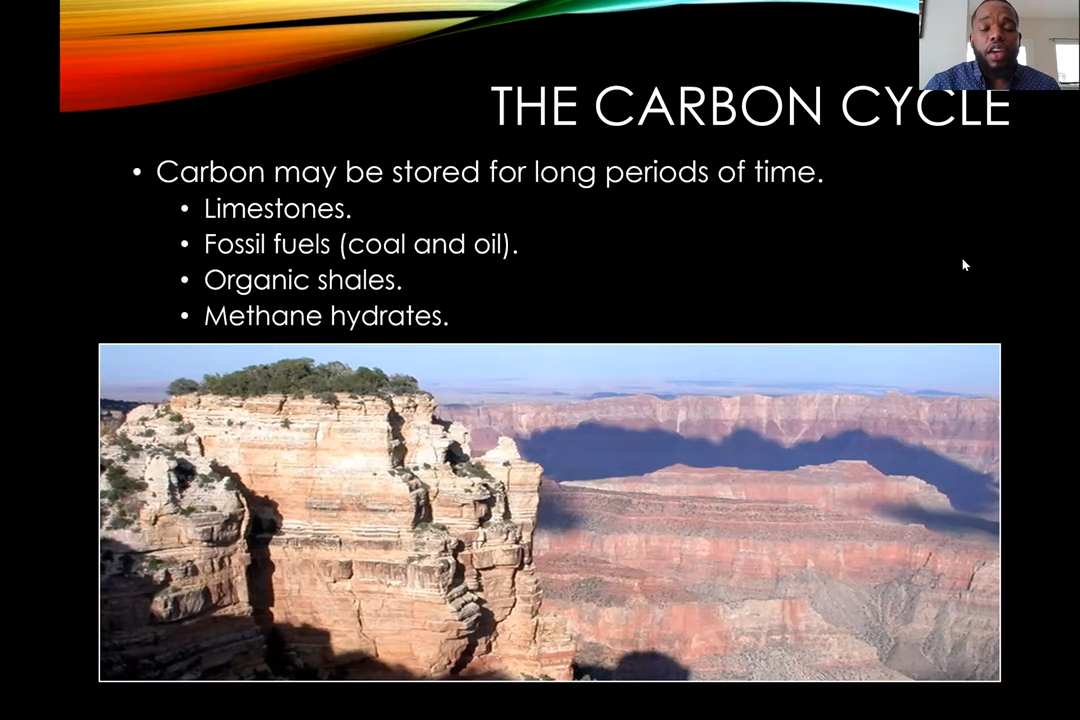 THE CARBON CYCLE
• Carbon may be stored for long periods of time.
• Limestones.
• Fossil fuels (coal and oil).
• Organic shales.
• Methane hydrates.